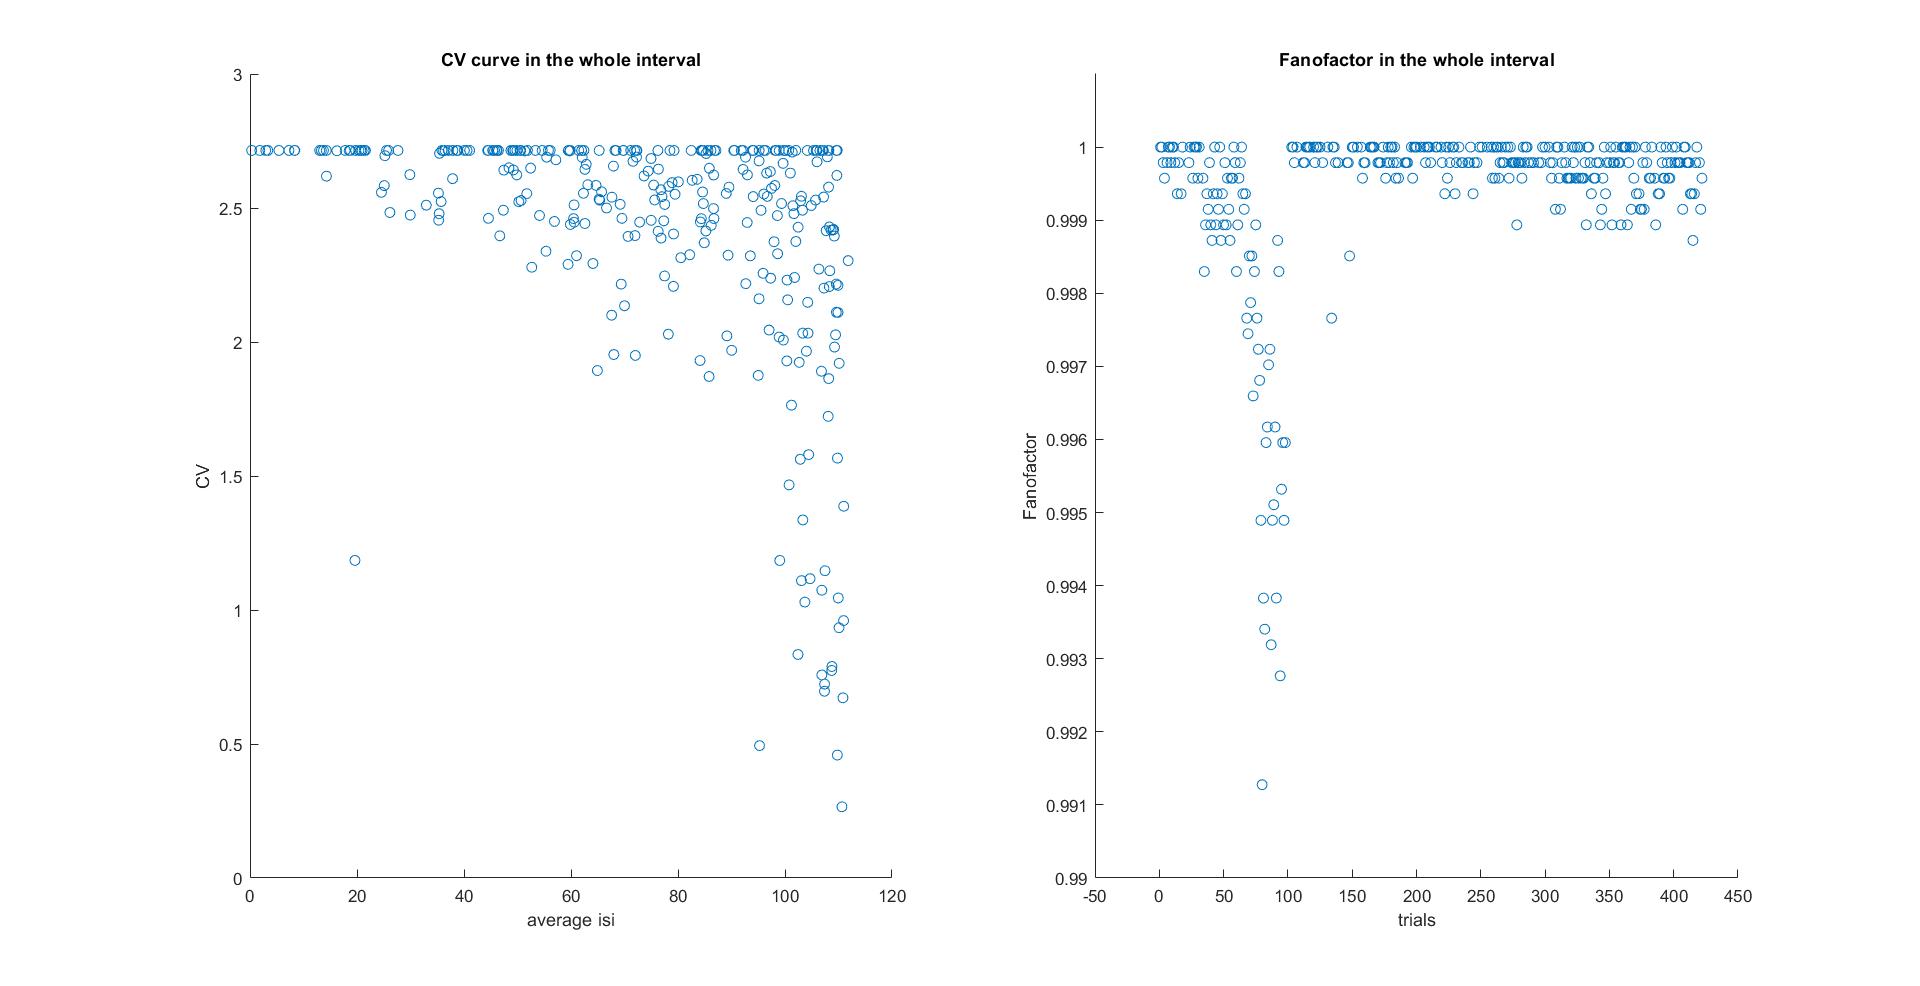 CV curve in the whole interval
3
2.5
2
1.5
1
0.5
0
CV
0 20 40 60 80 100 120
average isi
Fanofactor in the whole interval
1
0.999
0.998
0.997
0.996
0.995
0.994
0.993
0.992
0.991
0.99
Fanofactor
-50 0 50 100 150 200 250 300 350 400 450
trials